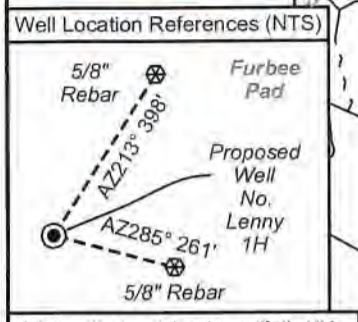 Well Location References (NTS)
5/8"
Rebar
Furbee
Pad
AZ213° 398'
Proposed
Well
No.
Lenny
1H
AZ285° 261'
5/8" Rebar